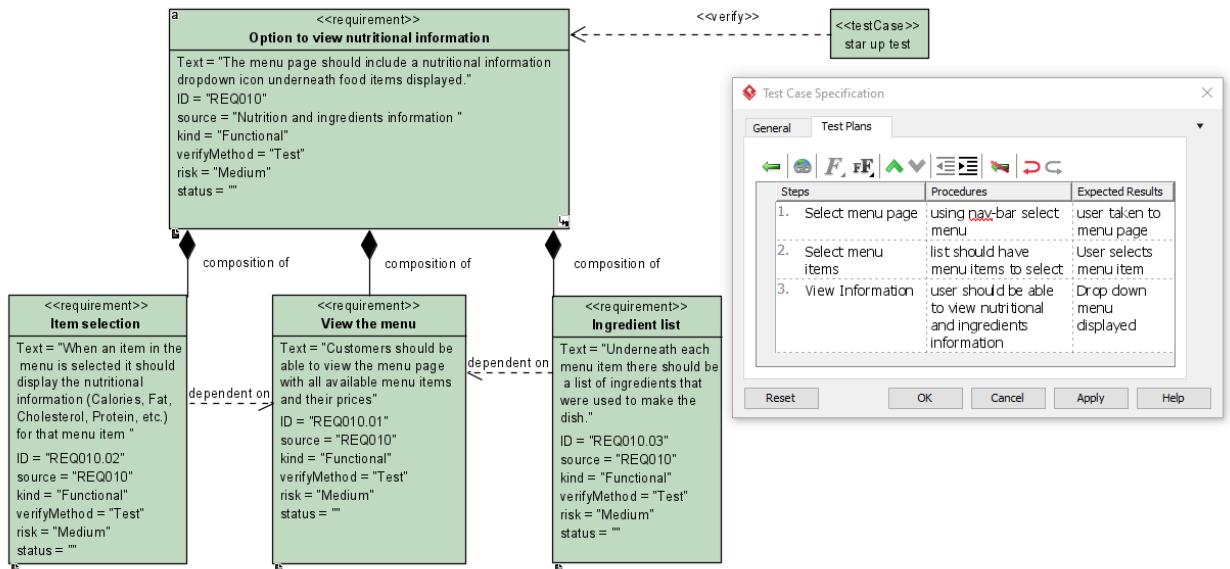 a
<<requirement>>
Option to view nutritional information
Text = "The menu page should include a nutritional information
dropdown icon underneath food items displayed."
ID = "REQ010"
source = "Nutrition and ingredients information "
kind = "Functional"
verifyMethod = "Test"
risk = "Medium"
status = ""
<<verify>>
<<testCase>>
star up test
composition of
composition of
composition of
<<requirement>>
Item selection
Text = "When an item in the
menu is selected it should
display the nutritional
information (Calories, Fat,
Cholesterol, Protein, etc.)
for that menu item "
ID = "REQ010.02"
source = "REQ010"
kind = "Functional"
verifyMethod = "Test"
risk = "Medium"
status = ""
dependent on
<<requirement>>
View the menu
Text = "Customers should be
able to view the menu page
with all available menu items
and their prices"
ID = "REQ010.01"
source = "REQ010"
kind = "Functional"
verifyMethod = "Test"
risk = "Medium"
status = ""
dependent on
<<requirement>>
Ingredient list
Text = "Underneath each
menu item there should be
a list of ingredients that
were used to make the
dish."
ID = "REQ010.03"
source = "REQ010"
kind = "Functional"
verifyMethod = "Test"
risk = "Medium"
status = ""
Test Case Specification
General
Test Plans
F FF
Steps
Procedures
Expected Results
1. Select menu page
using nav-bar select
menu
user taken to
menu page
2. Select menu
items
list should have
menu items to select
User selects
menu item
3. View Information
user should be able
to view nutritional
and ingredients
information
Drop down
menu
displayed
Reset
OK
Cancel
Apply
Help